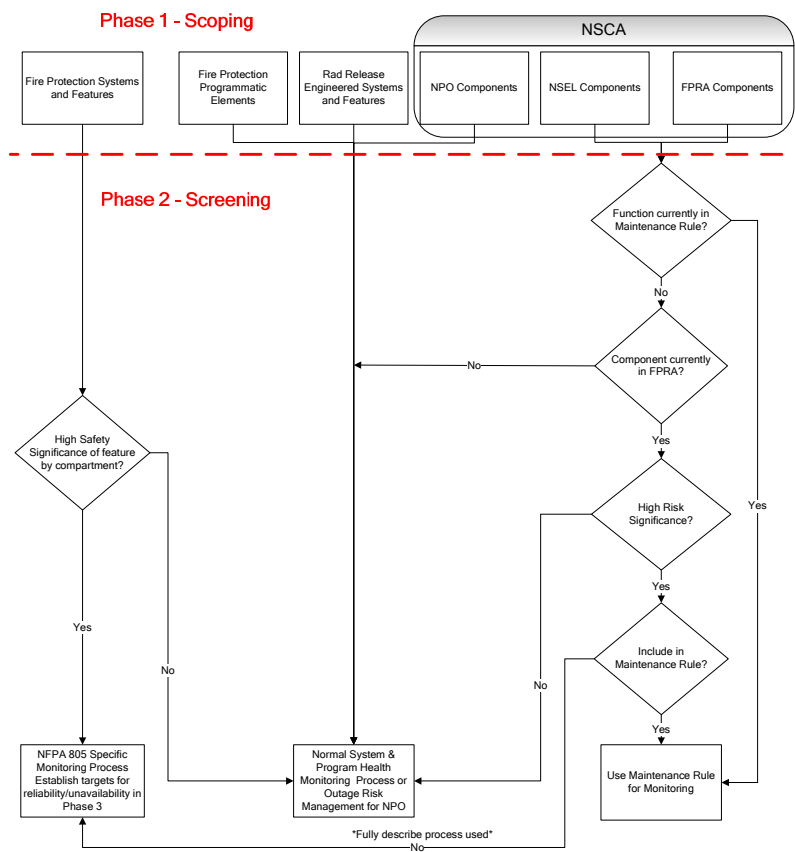 Phase 1 - Scoping
NSCA
Fire Protection Systems
and Features
Fire Protection
Programmatic
Elements
Rad Release
Engineered Systems
and Features
NPO Components
NSEL Components
FPRA Components
Phase 2 - Screening
Function currently in
Maintenance Rule?
No
Component currently
in FPRA?
No
Yes
High Safety
Significance of feature
by compartment?
High Risk
Significance?
Yes
Yes
Yes
No
No
Include in
Maintenance Rule?
Yes
NFPA 805 Specific
Monitoring Process
Establish targets for
reliability/unavailability in
Phase 3
Normal System &
Program Health
Monitoring Process or
Outage Risk
Management for NPO
Use Maintenance Rule
for Monitoring
*Fully describe process used*
No